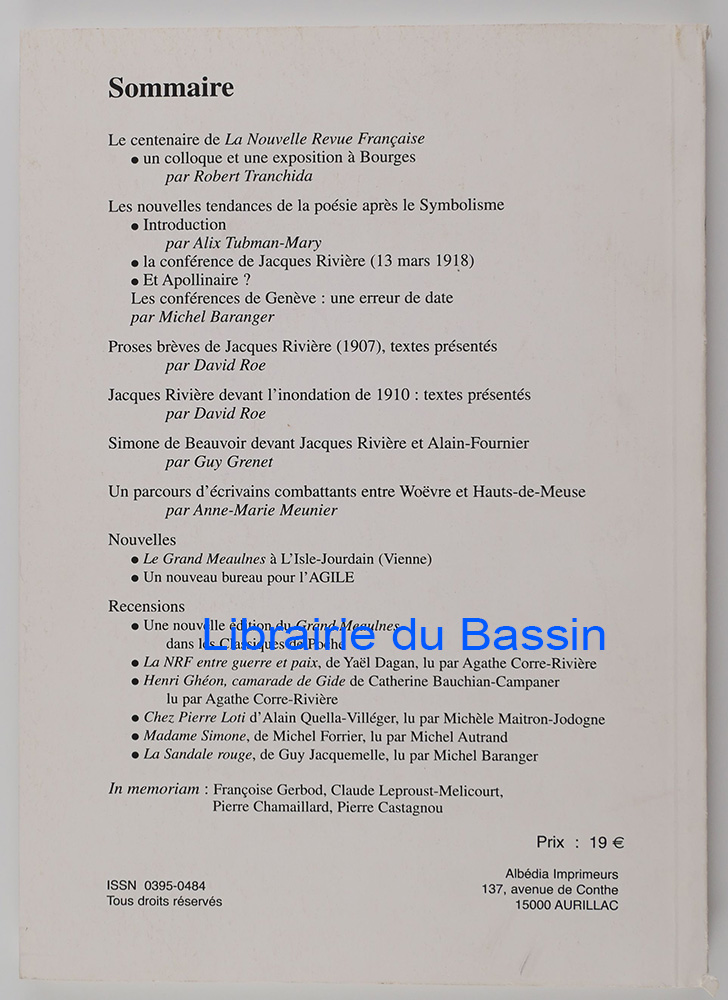 Sommaire
Le centenaire de La Nouvelle Revue Française
● un colloque et une exposition à Bourges
par Robert Tranchida
Les nouvelles tendances de la poésie après le Symbolisme
● Introduction
par Alix Tubman-Mary
● la conférence de Jacques Rivière (13 mars 1918)
● Et Apollinaire ?
Les conférences de Genève : une erreur de date
par Michel Baranger
Proses brèves de Jacques Rivière (1907), textes présentés
par David Roe
Jacques Rivière devant l'inondation de 1910 : textes présentés
par David Roe
Simone de Beauvoir devant Jacques Rivière et Alain-Fournier
par Guy Grenet
Un parcours d'écrivains combattants entre Woëvre et Hauts-de-Meuse
par Anne-Marie Meunier
Nouvelles
● Le Grand Meaulnes à L'Isle-Jourdain (Vienne)
● Un nouveau bureau pour l'AGILE
Recensions
● Une nouvelle édition du Grand Meaulnes
dans les Classiques de Poche
Librairie du Bassin
● La NRF entre guerre et paix, de Yaël Dagan, lu par Agathe Corre-Rivière
● Henri Ghéon, camarade de Gide de Catherine Bauchian-Campaner
lu par Agathe Corre-Rivière
● Chez Pierre Loti d'Alain Quella-Villéger, lu par Michèle Maitron-Jodogne
● Madame Simone, de Michel Forrier, lu par Michel Autrand
● La Sandale rouge, de Guy Jacquemelle, lu par Michel Baranger
In memoriam : Françoise Gerbod, Claude Leproust-Melicourt,
Pierre Chamaillard, Pierre Castagnou
Prix : 19 €
ISSN 0395-0484
Tous droits réservés
Albédia Imprimeurs
137, avenue de Conthe
15000 AURILLAC